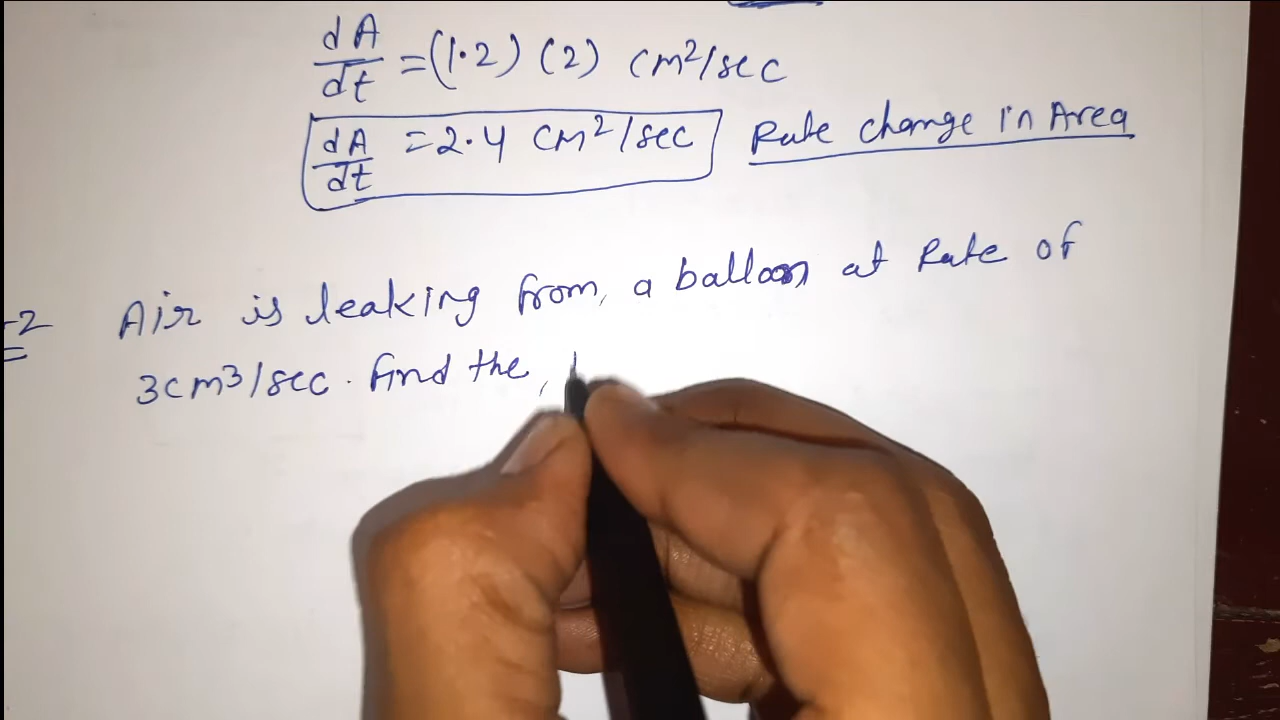 dA/dt = (1.2) (2) cm²/sec
dA/dt = 2.4 cm²/sec Rate change in Area
-2 Air is leaking from, a balloon at Rate of
3cm³/sec. find the,